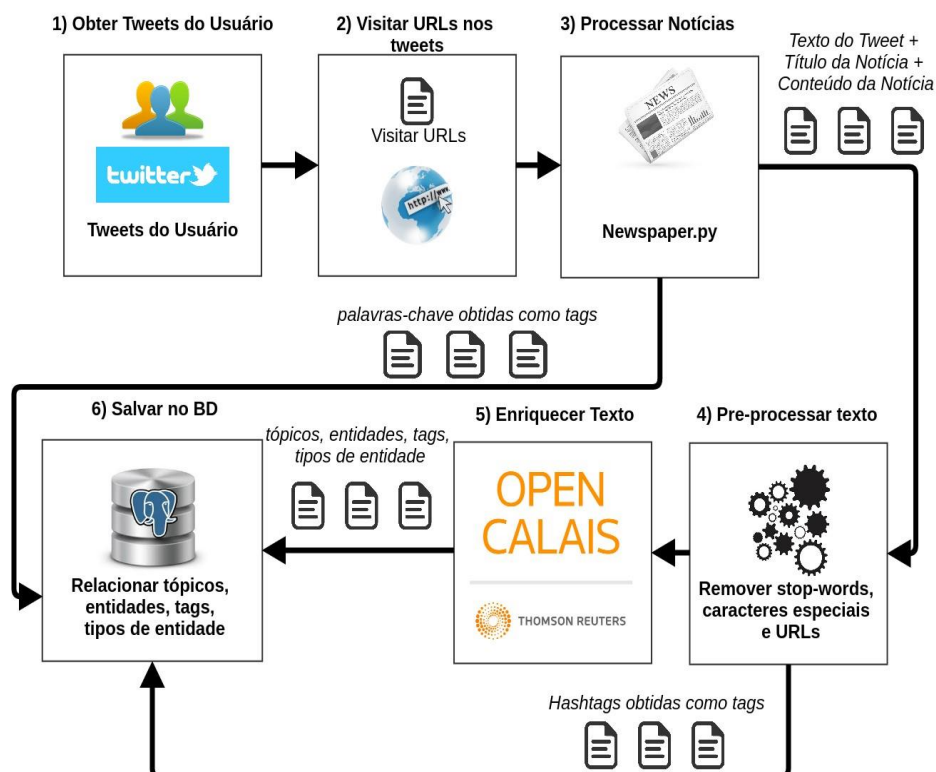 1) Obter Tweets do Usuário
2) Visitar URLs nos
tweets
3) Processar Notícias
Texto do Tweet +
Título da Notícia +
Conteúdo da Notícia
twitter
Tweets do Usuário
Visitar URLs
http://www
NEWS
Newspaper.py
palavras-chave obtidas como tags
6) Salvar no BD
tópicos, entidades, tags,
tipos de entidade
5) Enriquecer Texto
4) Pre-processar texto
Relacionar tópicos,
entidades, tags,
tipos de entidade
OPEN
CALAIS
THOMSON REUTERS
Remover stop-words,
caracteres especiais
e URLs
Hashtags obtidas como tags